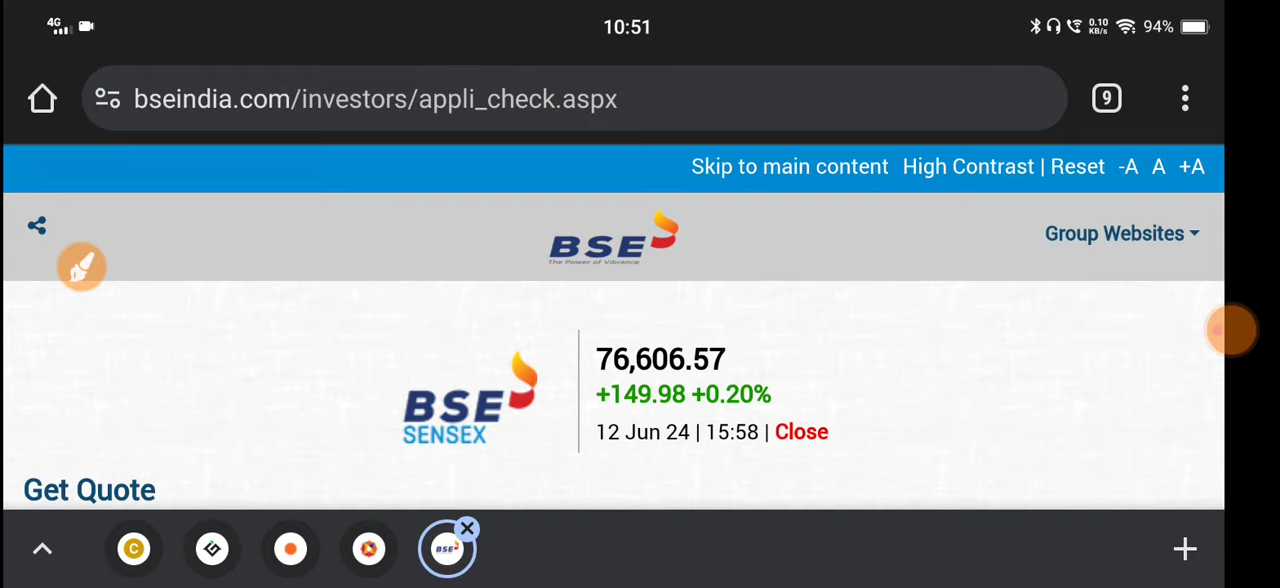 4G 10:51 0.10 KB/s 94%
bseindia.com/investors/appli_check.aspx 9
Skip to main content High Contrast | Reset -A A +A
BSE
The Power of Vibrance
Group Websites
BSE
SENSEX
76,606.57
+149.98 +0.20%
12 Jun 24 | 15:58 | Close
Get Quote
C BSE